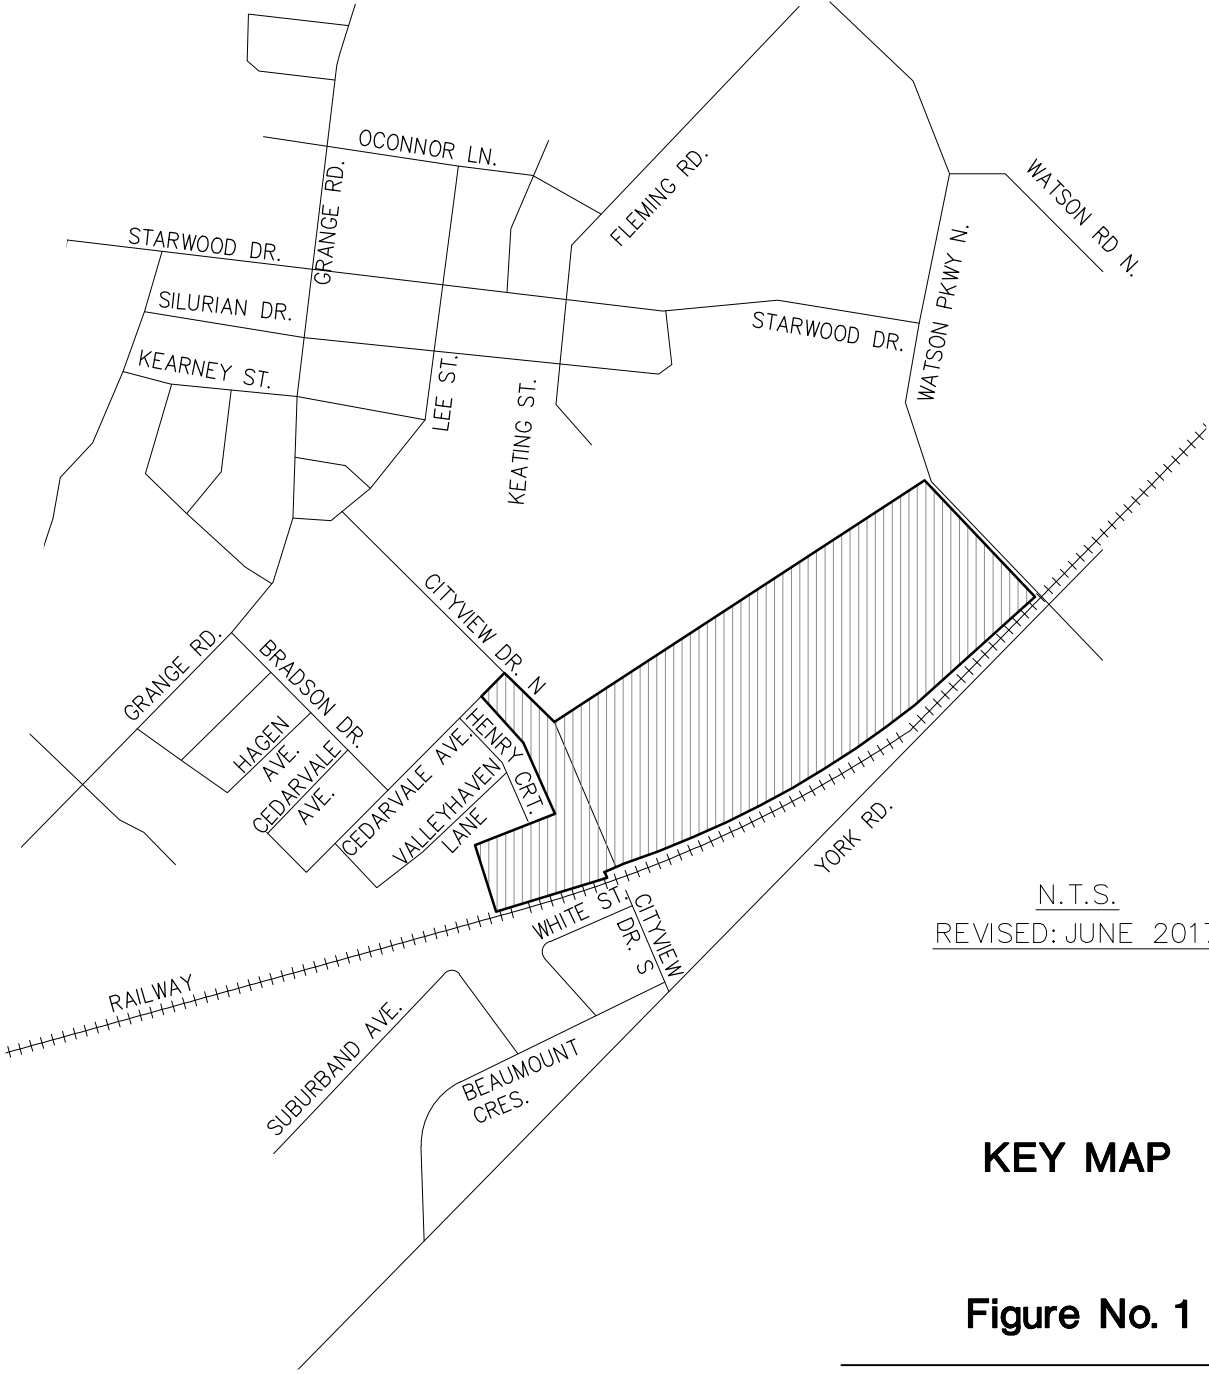 OCONNOR LN.
FLEMING RD.
WATSON RD N.
GRANGE RD.
STARWOOD DR.
WATSON PKWY N.
SILURIAN DR.
STARWOOD DR.
KEARNEY ST.
LEE ST.
KEATING ST.
CITYVIEW DR. N
GRANGE RD.
BRADSON DR.
HAGEN
AVE.
CEDARVALE
AVE.
CEDARVALE AVE.
HENRY CRT.
VALLEYHAVEN
LANE
YORK RD.
WHITE ST.
CITYVIEW
DR. S
N.T.S.
REVISED: JUNE 2017
RAILWAY
SUBURBAND AVE.
BEAUMOUNT
CRES.
KEY MAP
Figure No. 1